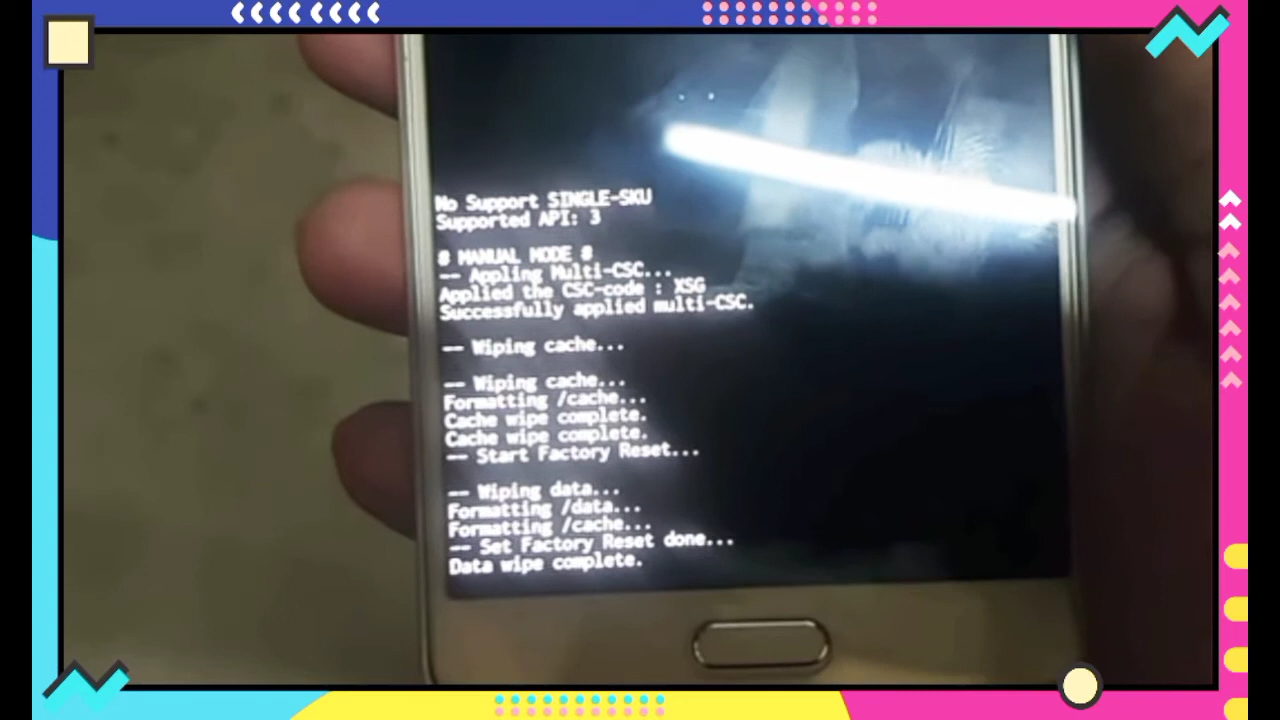 No Support SINGLE-SKU
Supported API: 3
# MANUAL MODE #
-- Appling Multi-CSC...
Applied the CSC-code : XSG
Successfully applied multi-CSC.
-- Wiping cache...
-- Wiping cache...
Formatting /cache...
Cache wipe complete.
Cache wipe complete.
-- Start Factory Reset...
-- Wiping data...
Formatting /data...
Formatting /cache...
-- Set Factory Reset done...
Data wipe complete.